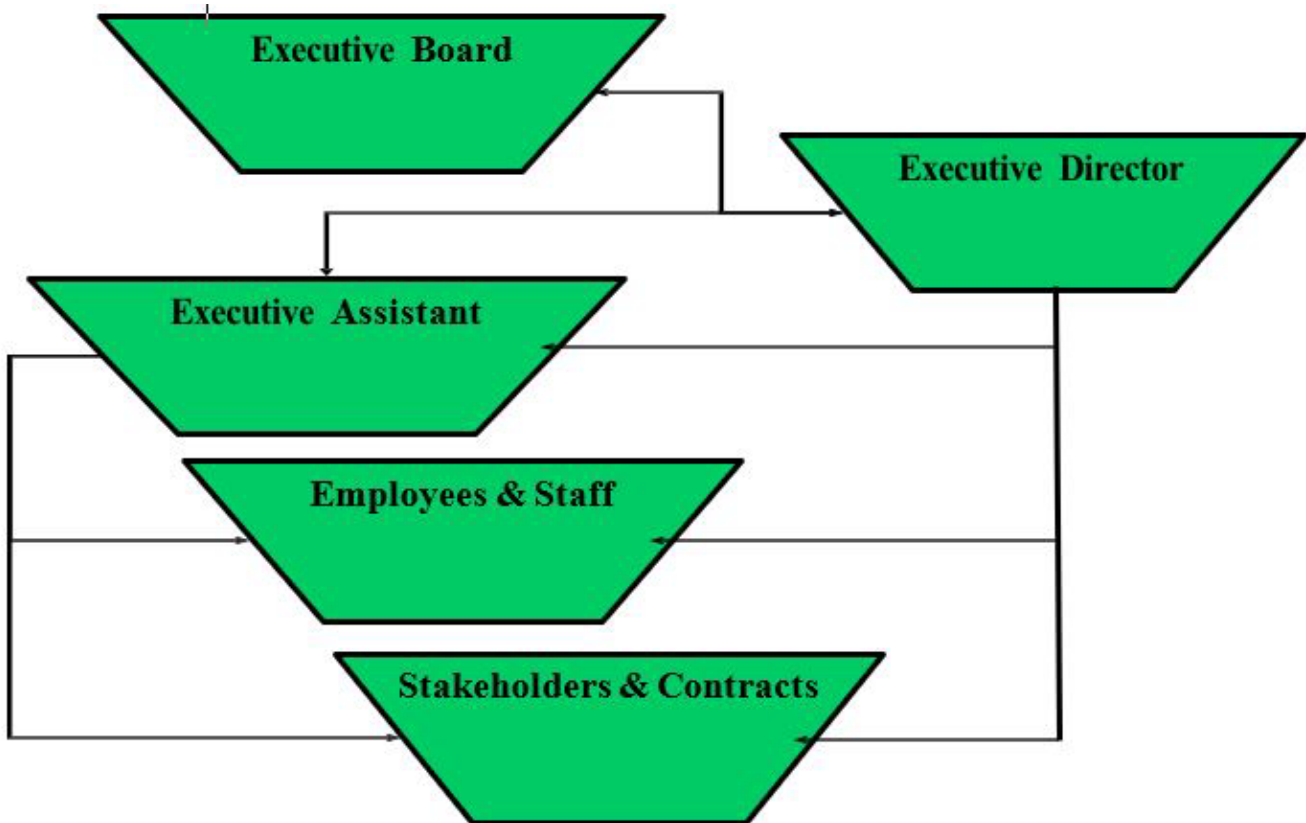 Executive Board
Executive Director
Executive Assistant
Employees & Staff
Stakeholders & Contracts